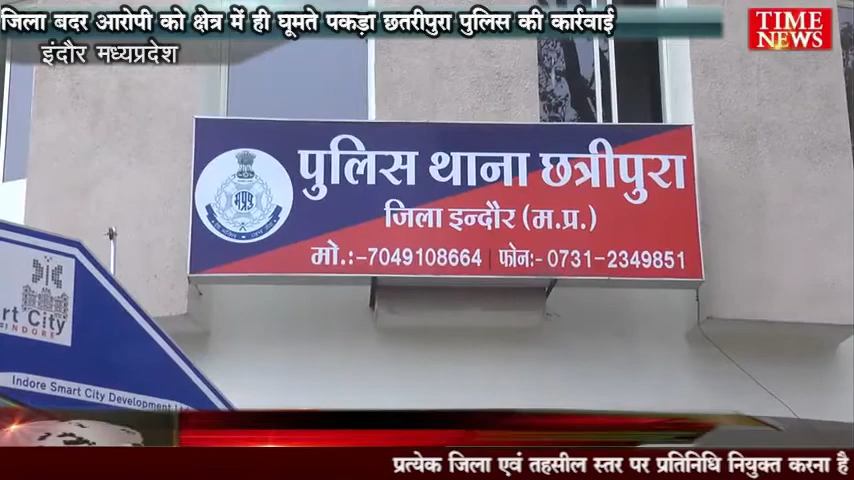 जिला बदर आरोपी को क्षेत्र में ही घूमते पकड़ा छतरीपुरा पुलिस की कार्रवाई
इंदौर मध्यप्रदेश
TIME
NEWS
पुलिस थाना छत्रीपुरा
जिला इन्दौर (म.प्र.)
मो.:-7049108664 | फोन:- 0731-2349851
rt City
INDORE
Indore Smart City Development
प्रत्येक जिला एवं तहसील स्तर पर प्रतिनिधि नियुक्त करना है